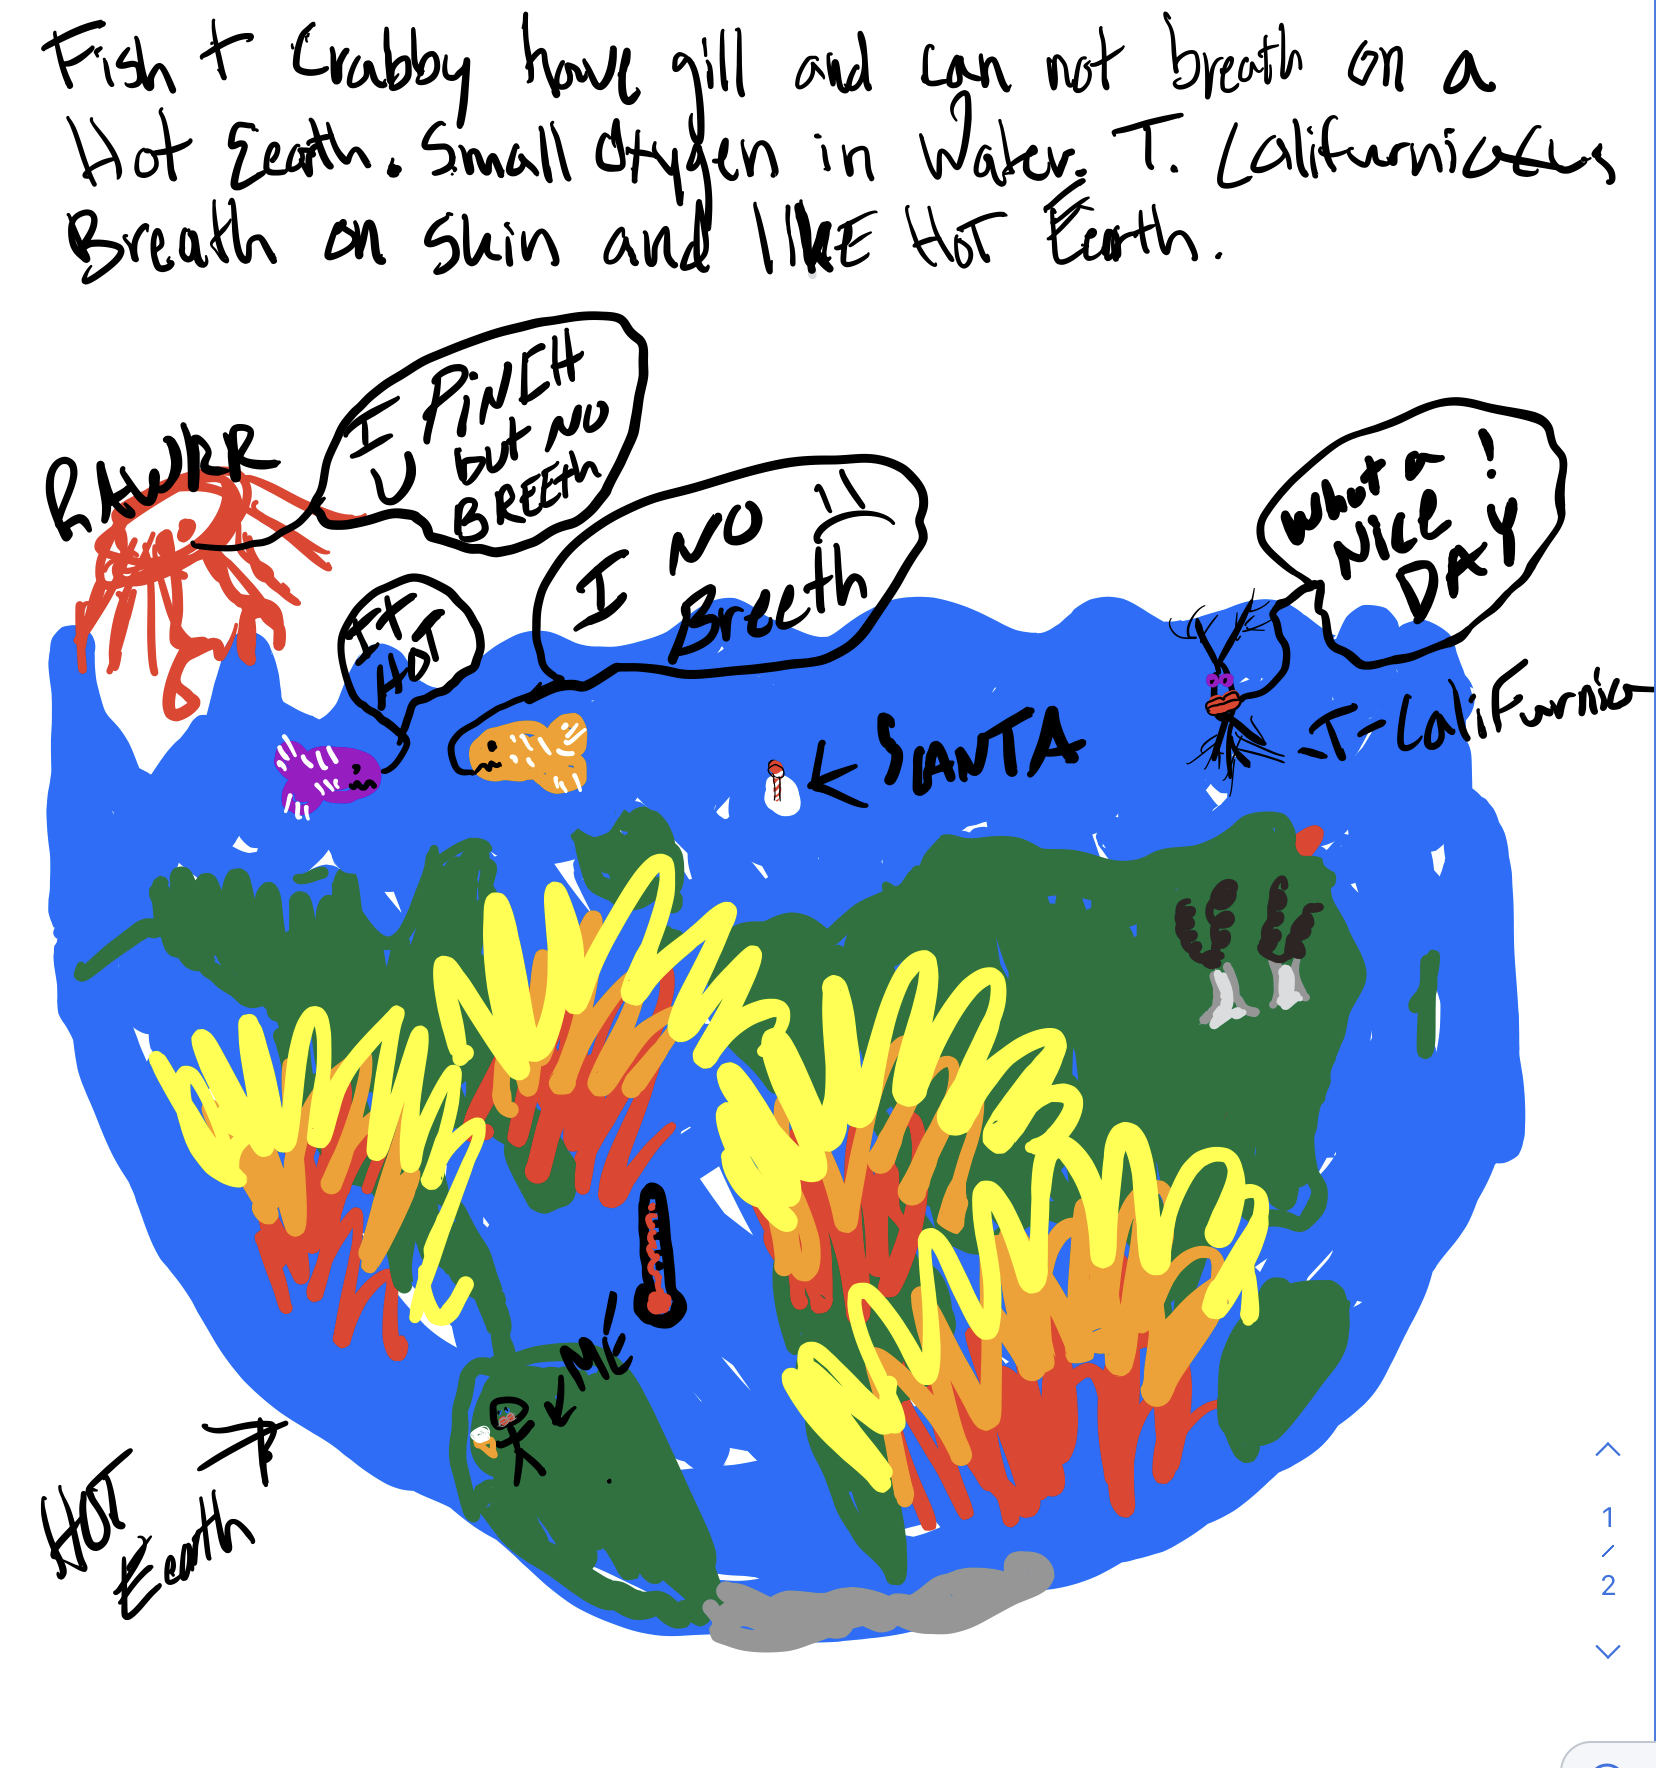 Fish + Crabby have gill and can not breath on a
Hot Eearth. Small Oxygen in Water. T. Califurnicus
Breath on skin and lIKE HOT Eearth.
RAWRR
I PiNCH
U but NO
BREEth
IT
HOT
I NO
Breeth
What a !
NICE
DAY
SANTA
-T-CaliFurnia
ME
HOT
Eearth
1
/
2